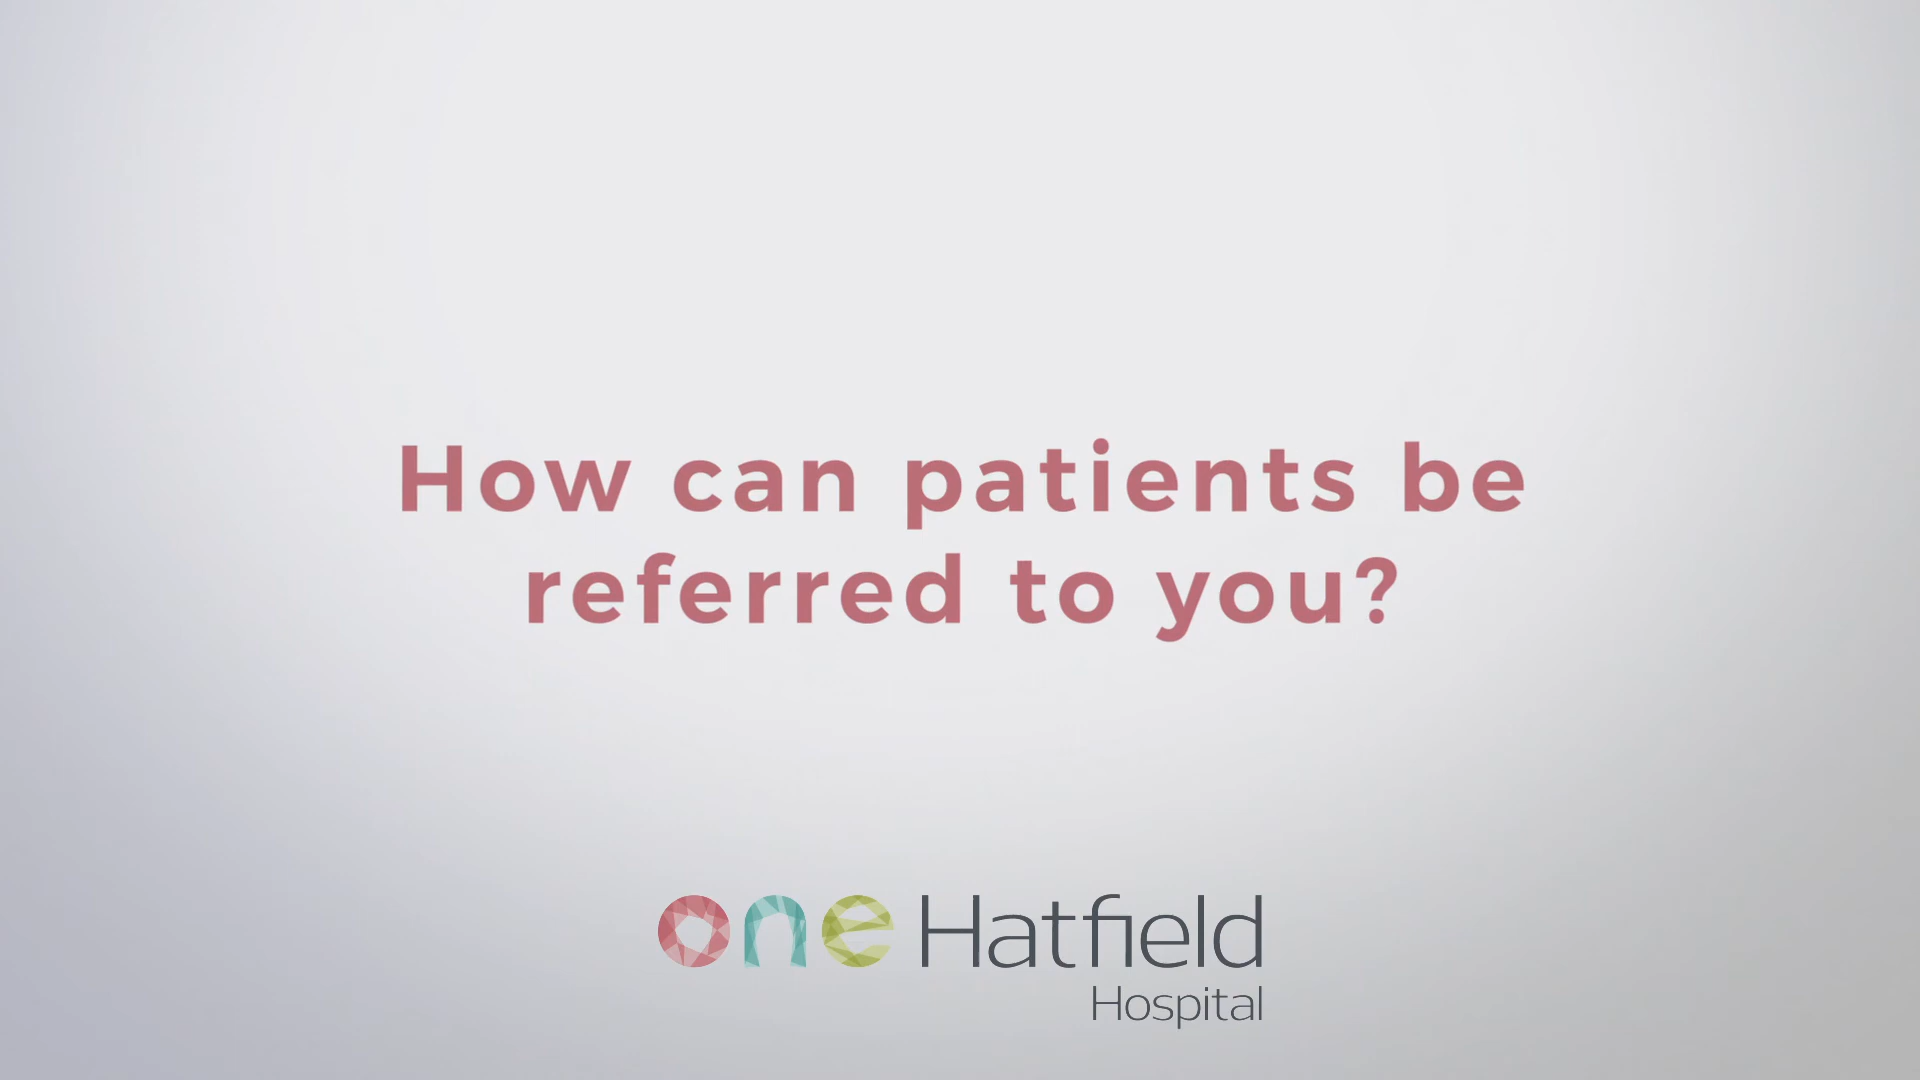 How can patients be
referred to you?
one Hatfield
Hospital